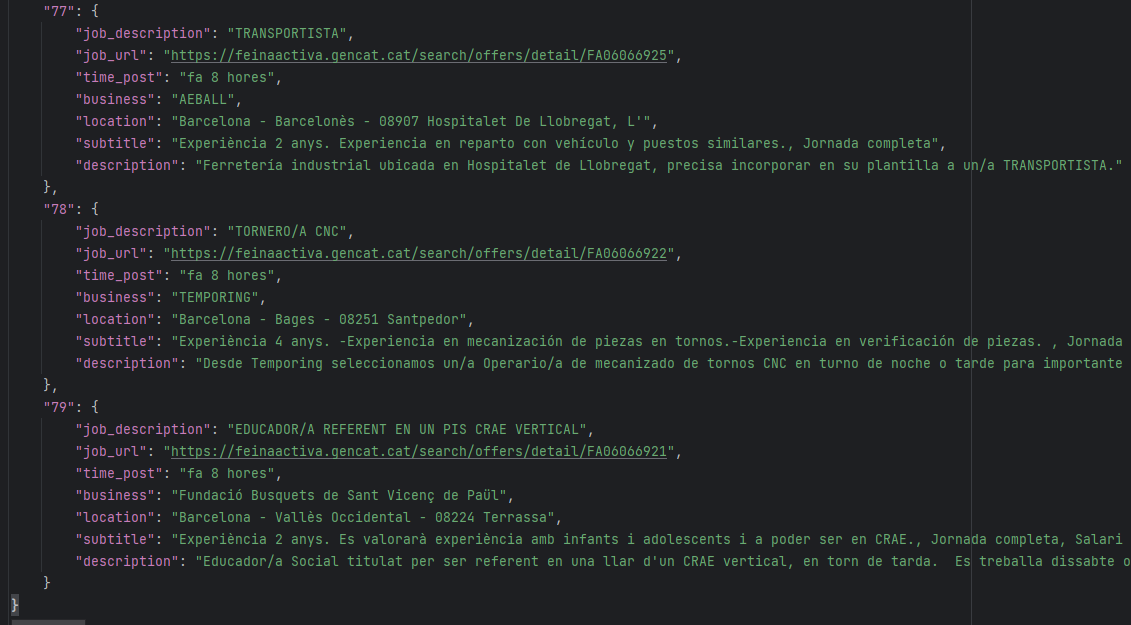 "77": {
"job_description": "TRANSPORTISTA",
"job_url": "https://feinaactiva.gencat.cat/search/offers/detail/FA06066925",
"time_post": "fa 8 hores",
"business": "AEBALL",
"location": "Barcelona - Barcelonès - 08907 Hospitalet De Llobregat, L'",
"subtitle": "Experiència 2 anys. Experiencia en reparto con vehículo y puestos similares., Jornada completa",
"description": "Ferretería industrial ubicada en Hospitalet de Llobregat, precisa incorporar en su plantilla a un/a TRANSPORTISTA."
},
"78": {
"job_description": "TORNERO/A CNC",
"job_url": "https://feinaactiva.gencat.cat/search/offers/detail/FA06066922",
"time_post": "fa 8 hores",
"business": "TEMPORING",
"location": "Barcelona - Bages - 08251 Santpedor",
"subtitle": "Experiència 4 anys. -Experiencia en mecanización de piezas en tornos.-Experiencia en verificación de piezas. , Jornada
"description": "Desde Temporing seleccionamos un/a Operario/a de mecanizado de tornos CNC en turno de noche o tarde para importante
},
"79": {
"job_description": "EDUCADOR/A REFERENT EN UN PIS CRAE VERTICAL",
"job_url": "https://feinaactiva.gencat.cat/search/offers/detail/FA06066921",
"time_post": "fa 8 hores",
"business": "Fundació Busquets de Sant Vicenç de Paül",
"location": "Barcelona - Vallès Occidental - 08224 Terrassa",
"subtitle": "Experiència 2 anys. Es valorarà experiència amb infants i adolescents i a poder ser en CRAE., Jornada completa, Salari
"description": "Educador/a Social titulat per ser referent en una llar d'un CRAE vertical, en torn de tarda.  Es treballa dissabte o
}
}